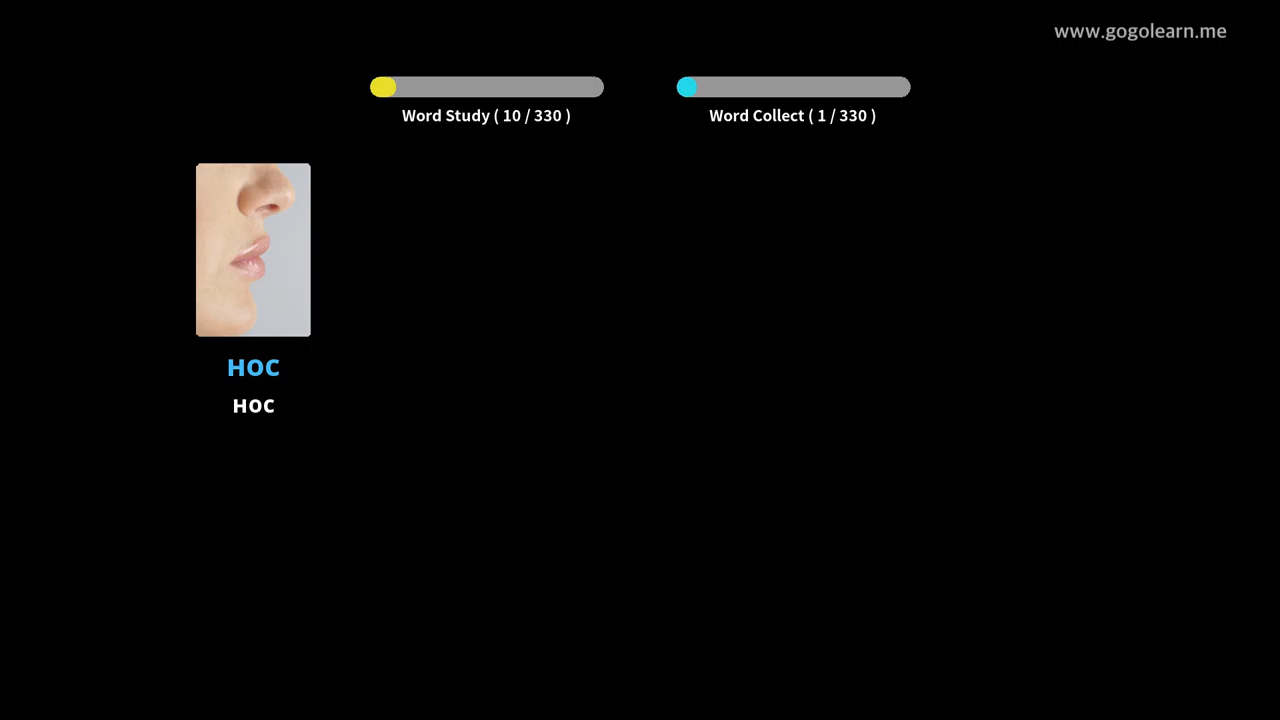 www.gogolearn.me
Word Study ( 10 / 330 )
Word Collect ( 1 / 330 )
НОС
НОС